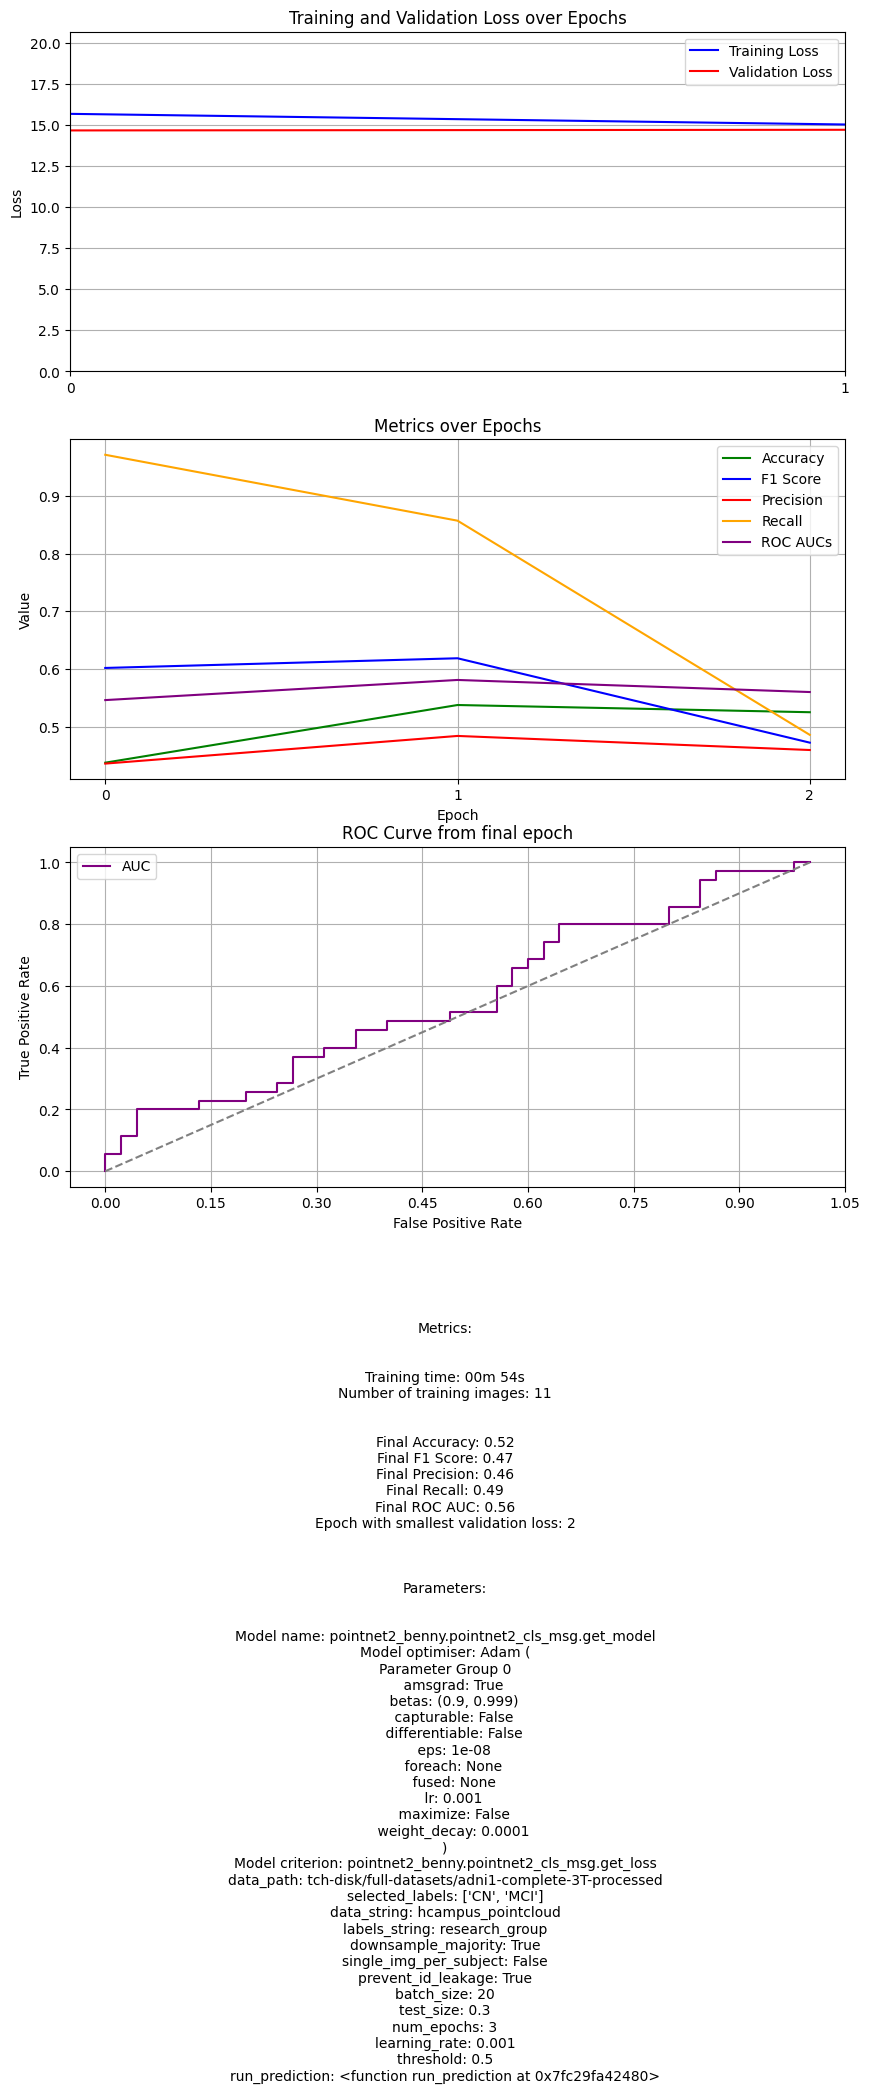 Training and Validation Loss over Epochs
20.0
17.5
15.0
12.5
10.0
7.5
5.0
2.5
0.0
Loss
Training Loss
Validation Loss
0 1
Metrics over Epochs
0.9
0.8
0.7
0.6
0.5
Value
Accuracy
F1 Score
Precision
Recall
ROC AUCs
0 1 2
Epoch
ROC Curve from final epoch
1.0
0.8
0.6
0.4
0.2
0.0
True Positive Rate
AUC
0.00 0.15 0.30 0.45 0.60 0.75 0.90 1.05
False Positive Rate
Metrics:
Training time: 00m 54s
Number of training images: 11
Final Accuracy: 0.52
Final F1 Score: 0.47
Final Precision: 0.46
Final Recall: 0.49
Final ROC AUC: 0.56
Epoch with smallest validation loss: 2
Parameters:
Model name: pointnet2_benny.pointnet2_cls_msg.get_model
Model optimiser: Adam (
Parameter Group 0
amsgrad: True
betas: (0.9, 0.999)
capturable: False
differentiable: False
eps: 1e-08
foreach: None
fused: None
lr: 0.001
maximize: False
weight_decay: 0.0001
)
Model criterion: pointnet2_benny.pointnet2_cls_msg.get_loss
data_path: tch-disk/full-datasets/adni1-complete-3T-processed
selected_labels: ['CN', 'MCI']
data_string: hcampus_pointcloud
labels_string: research_group
downsample_majority: True
single_img_per_subject: False
prevent_id_leakage: True
batch_size: 20
test_size: 0.3
num_epochs: 3
learning_rate: 0.001
threshold: 0.5
run_prediction: <function run_prediction at 0x7fc29fa42480>